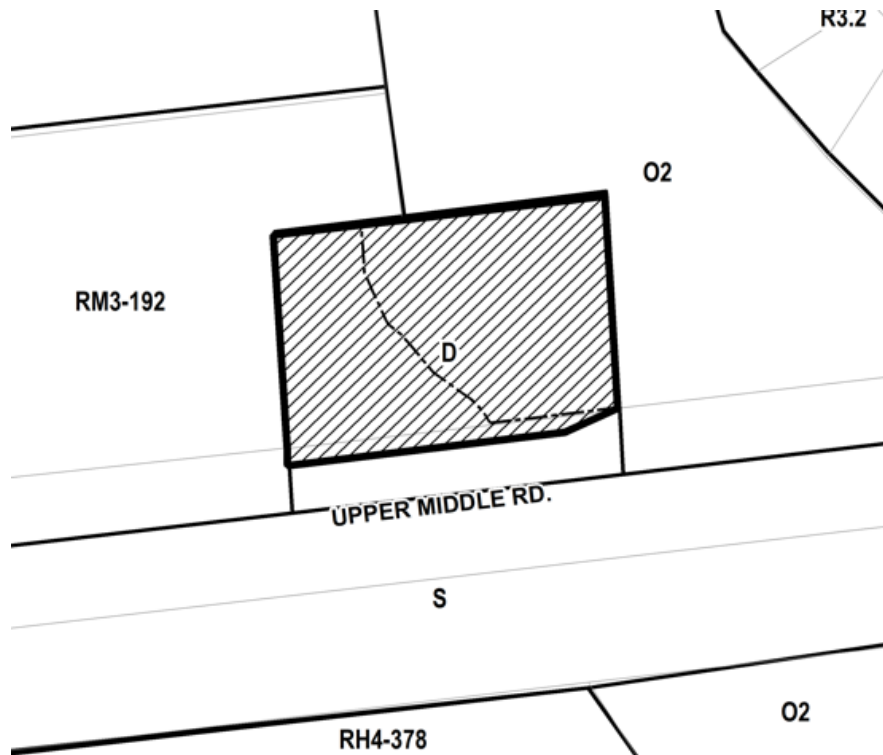 R3.2
O2
RM3-192
D
UPPER MIDDLE RD.
S
O2
RH4-378